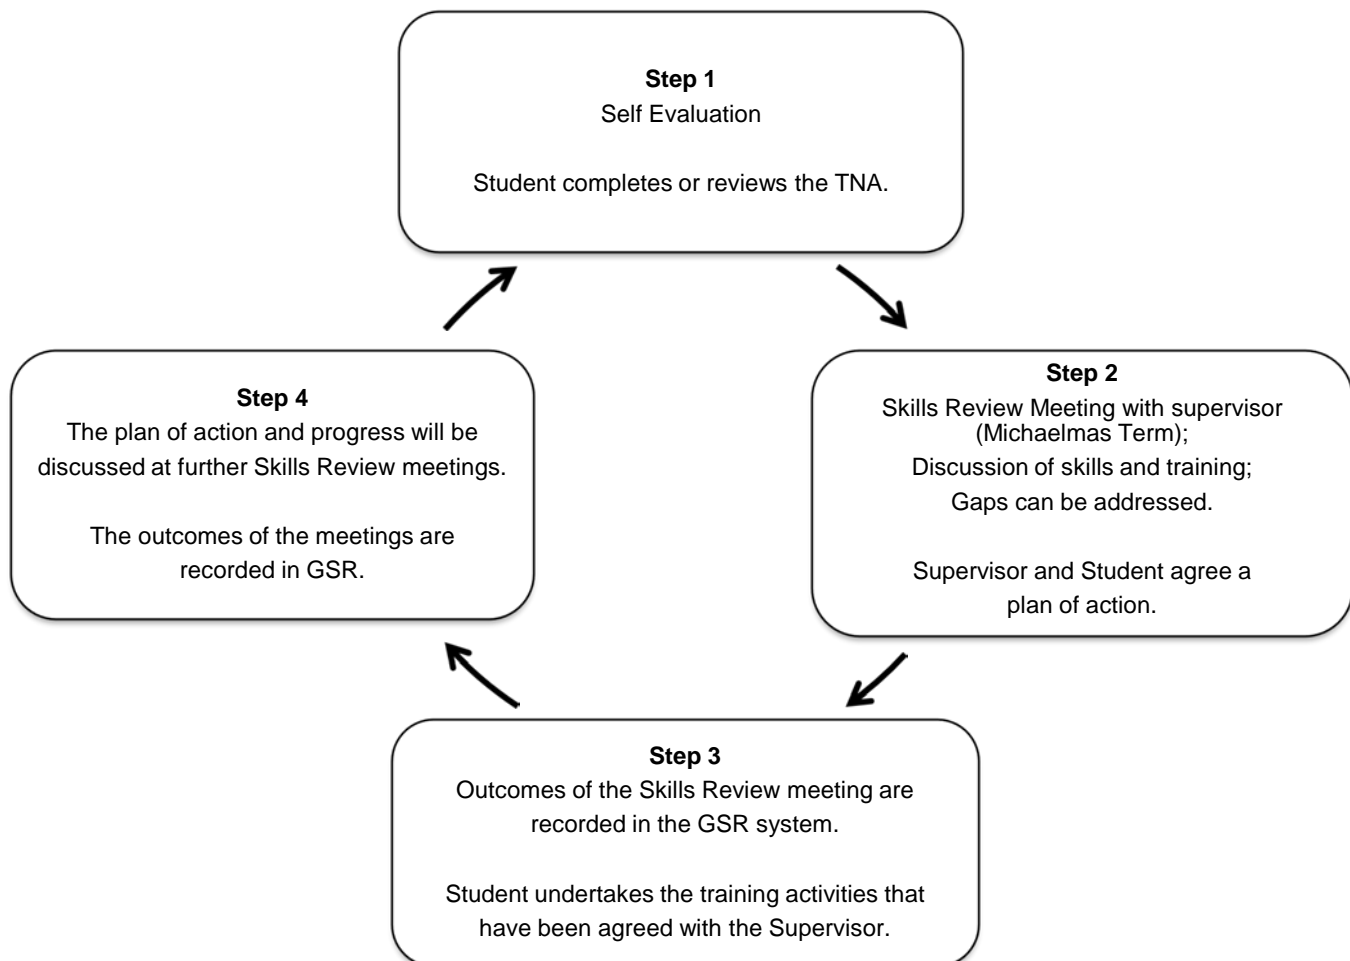 Step 1
Self Evaluation
Student completes or reviews the TNA.
Step 2
Skills Review Meeting with supervisor
(Michaelmas Term);
Discussion of skills and training;
Gaps can be addressed.
Supervisor and Student agree a
plan of action.
Step 3
Outcomes of the Skills Review meeting are
recorded in the GSR system.
Student undertakes the training activities that
have been agreed with the Supervisor.
Step 4
The plan of action and progress will be
discussed at further Skills Review meetings.
The outcomes of the meetings are
recorded in GSR.